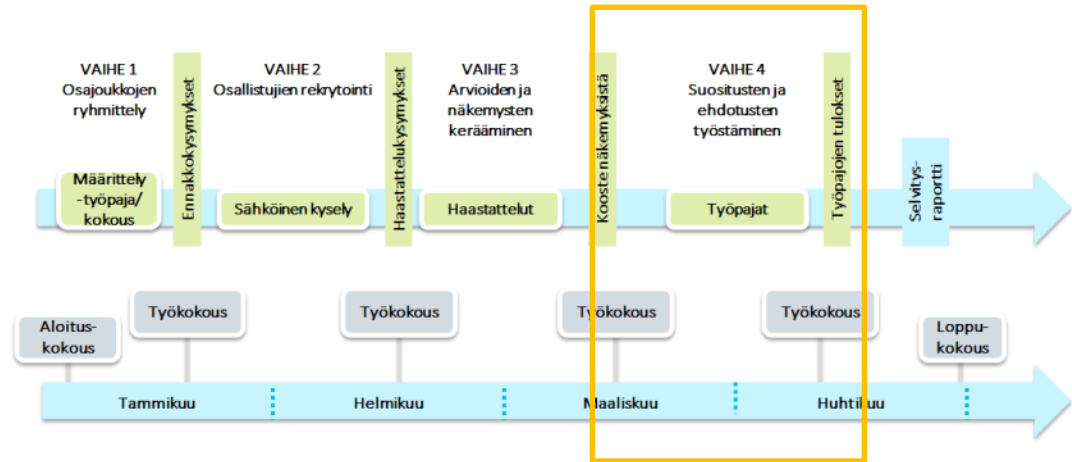 VAIHE 1
Osajoukkojen
ryhmittely
Määrittely
-työpaja/
kokous
Ennakkokysymykset
VAIHE 2
Osallistujien rekrytointi
Sähköinen kysely
Haastattelukysymykset
VAIHE 3
Arvioiden ja
näkemysten
kerääminen
Haastattelut
Kooste näkemyksistä
VAIHE 4
Suositusten ja
ehdotusten
työstäminen
Työpajat
Työpajojen tulokset
Selvitys-
raportti
Aloitus-
kokous
Työkokous
Työkokous
Työkokous
Työkokous
Loppu-
kokous
Tammikuu
Helmikuu
Maaliskuu
Huhtikuu